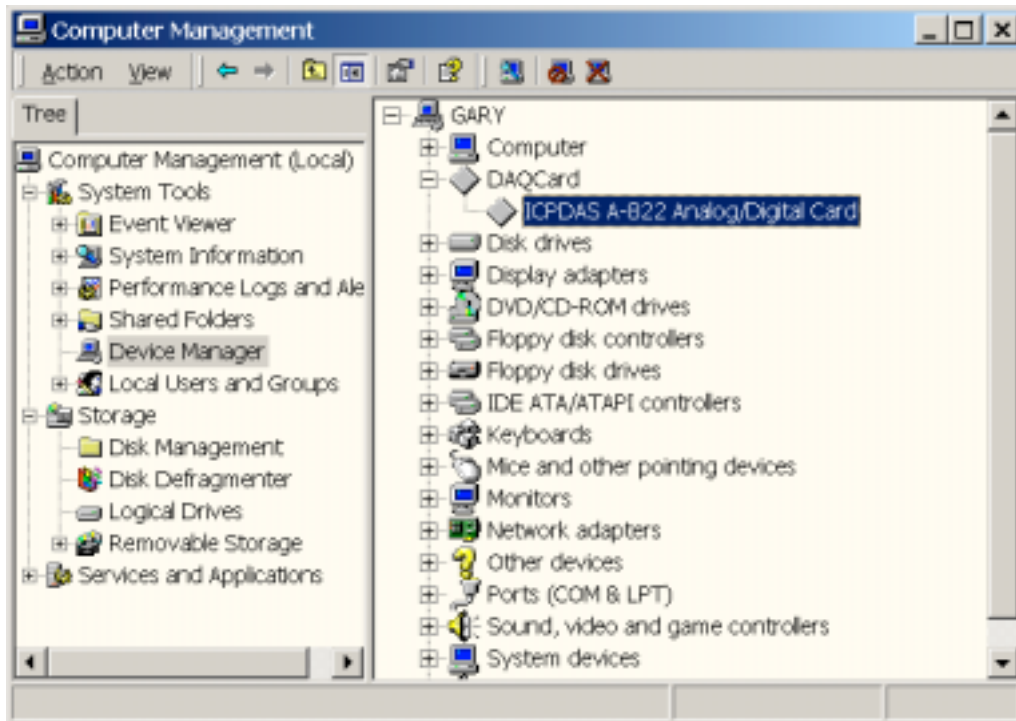 Computer Management
Action View
Tree
Computer Management (Local)
System Tools
Event Viewer
System Information
Performance Logs and Ale
Shared Folders
Device Manager
Local Users and Groups
Storage
Disk Management
Disk Defragmenter
Logical Drives
Removable Storage
Services and Applications
GARY
Computer
DAQCard
ICPDAS A-822 Analog/Digital Card
Disk drives
Display adapters
DVD/CD-ROM drives
Floppy disk controllers
Floppy disk drives
IDE ATA/ATAPI controllers
Keyboards
Mice and other pointing devices
Monitors
Network adapters
Other devices
Ports (COM & LPT)
Sound, video and game controllers
System devices